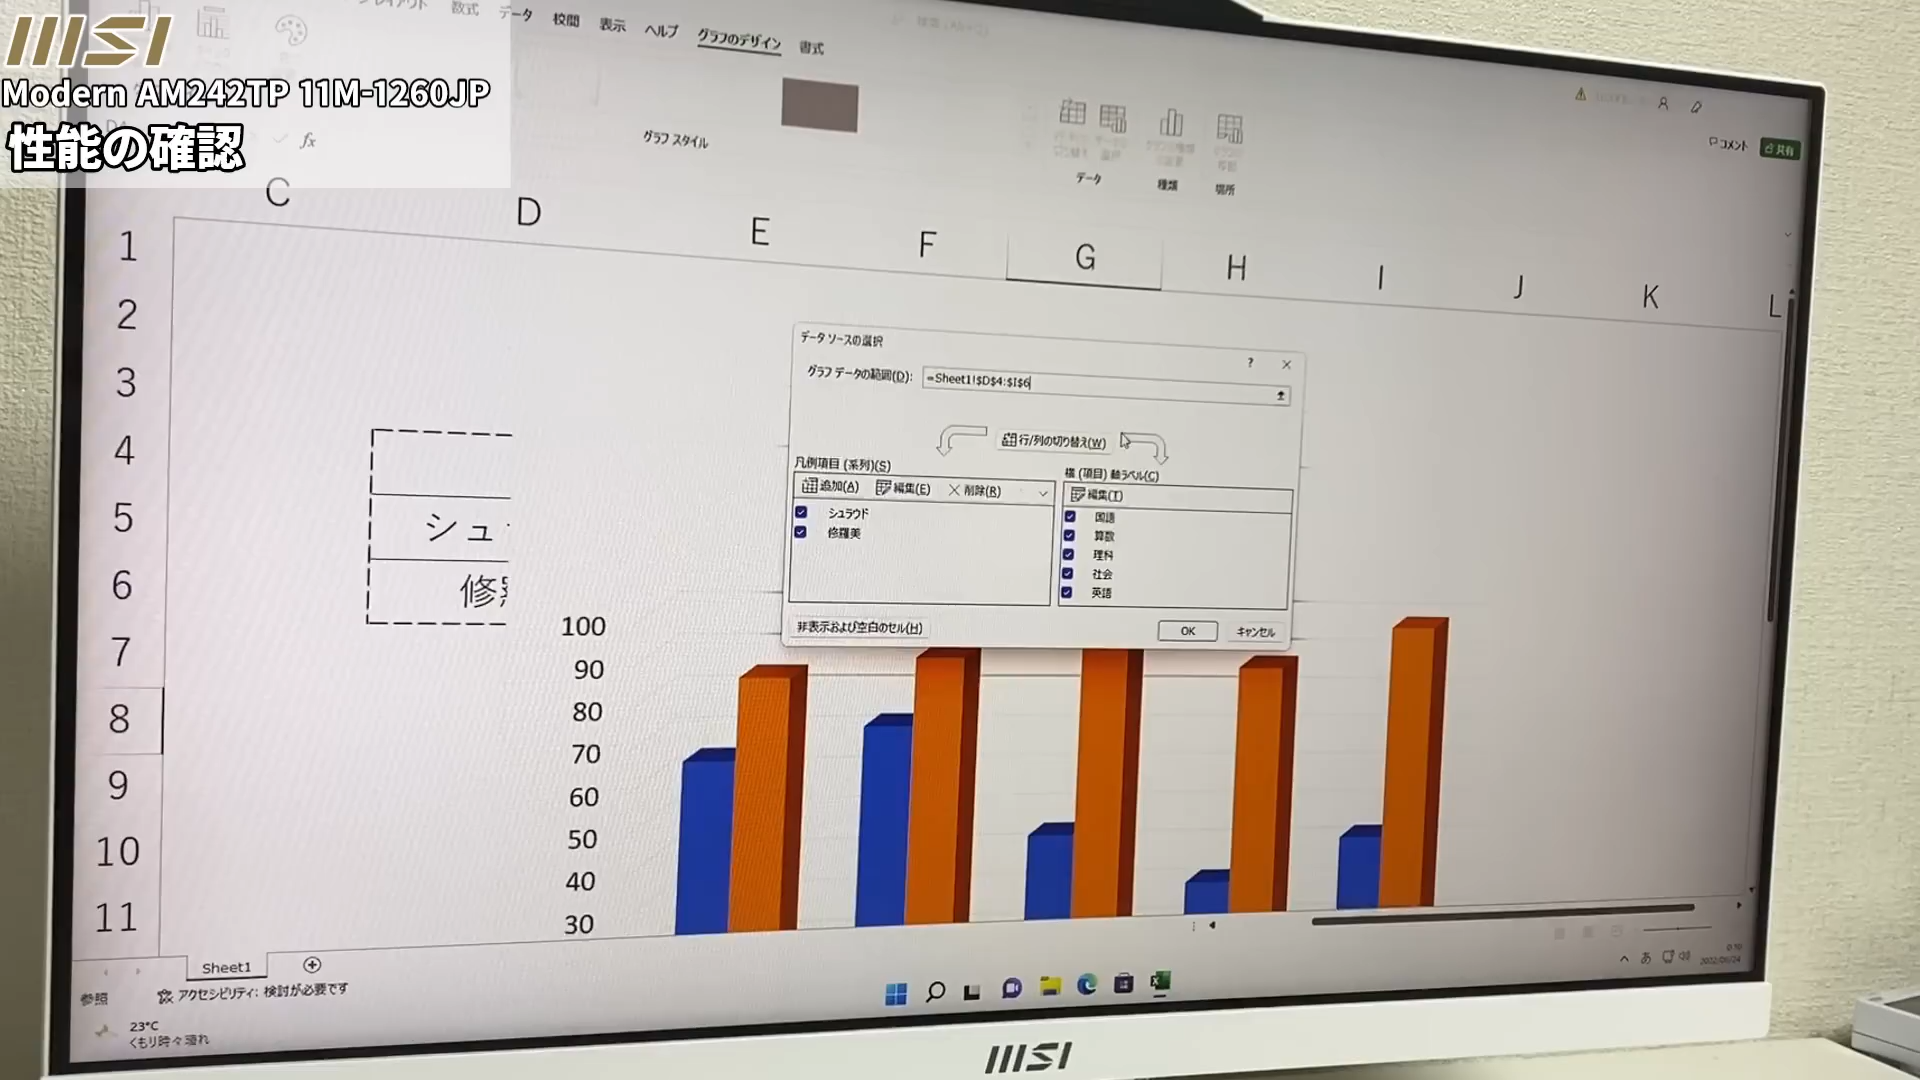 msi
Modern AM242TP 11M-1260JP
性能の確認
数式
データ
校閲
表示
ヘルプ
グラフのデザイン
書式
fx
グラフ スタイル
データ
種類
場所
コメント
共有
C D E F G H I J K L
1
2
3
4
5
6
7
8
9
10
11
シュ
データ ソースの選択
? ×
グラフ データの範囲(D): =Sheet1!$D$4:$I$6
行/列の切り替え(W)
凡例項目 (系列)(S)
追加(A) 編集(E) × 削除(R)
シュラウド
修羅美
横 (項目) 軸ラベル(C)
編集(T)
国語
算数
理科
社会
英語
非表示および空白のセル(H)
OK
キャンセル
100
90
80
70
60
50
40
30
Sheet1
参照
アクセシビリティ: 検討が必要です
23°C
くもり時々晴れ
あ
msi